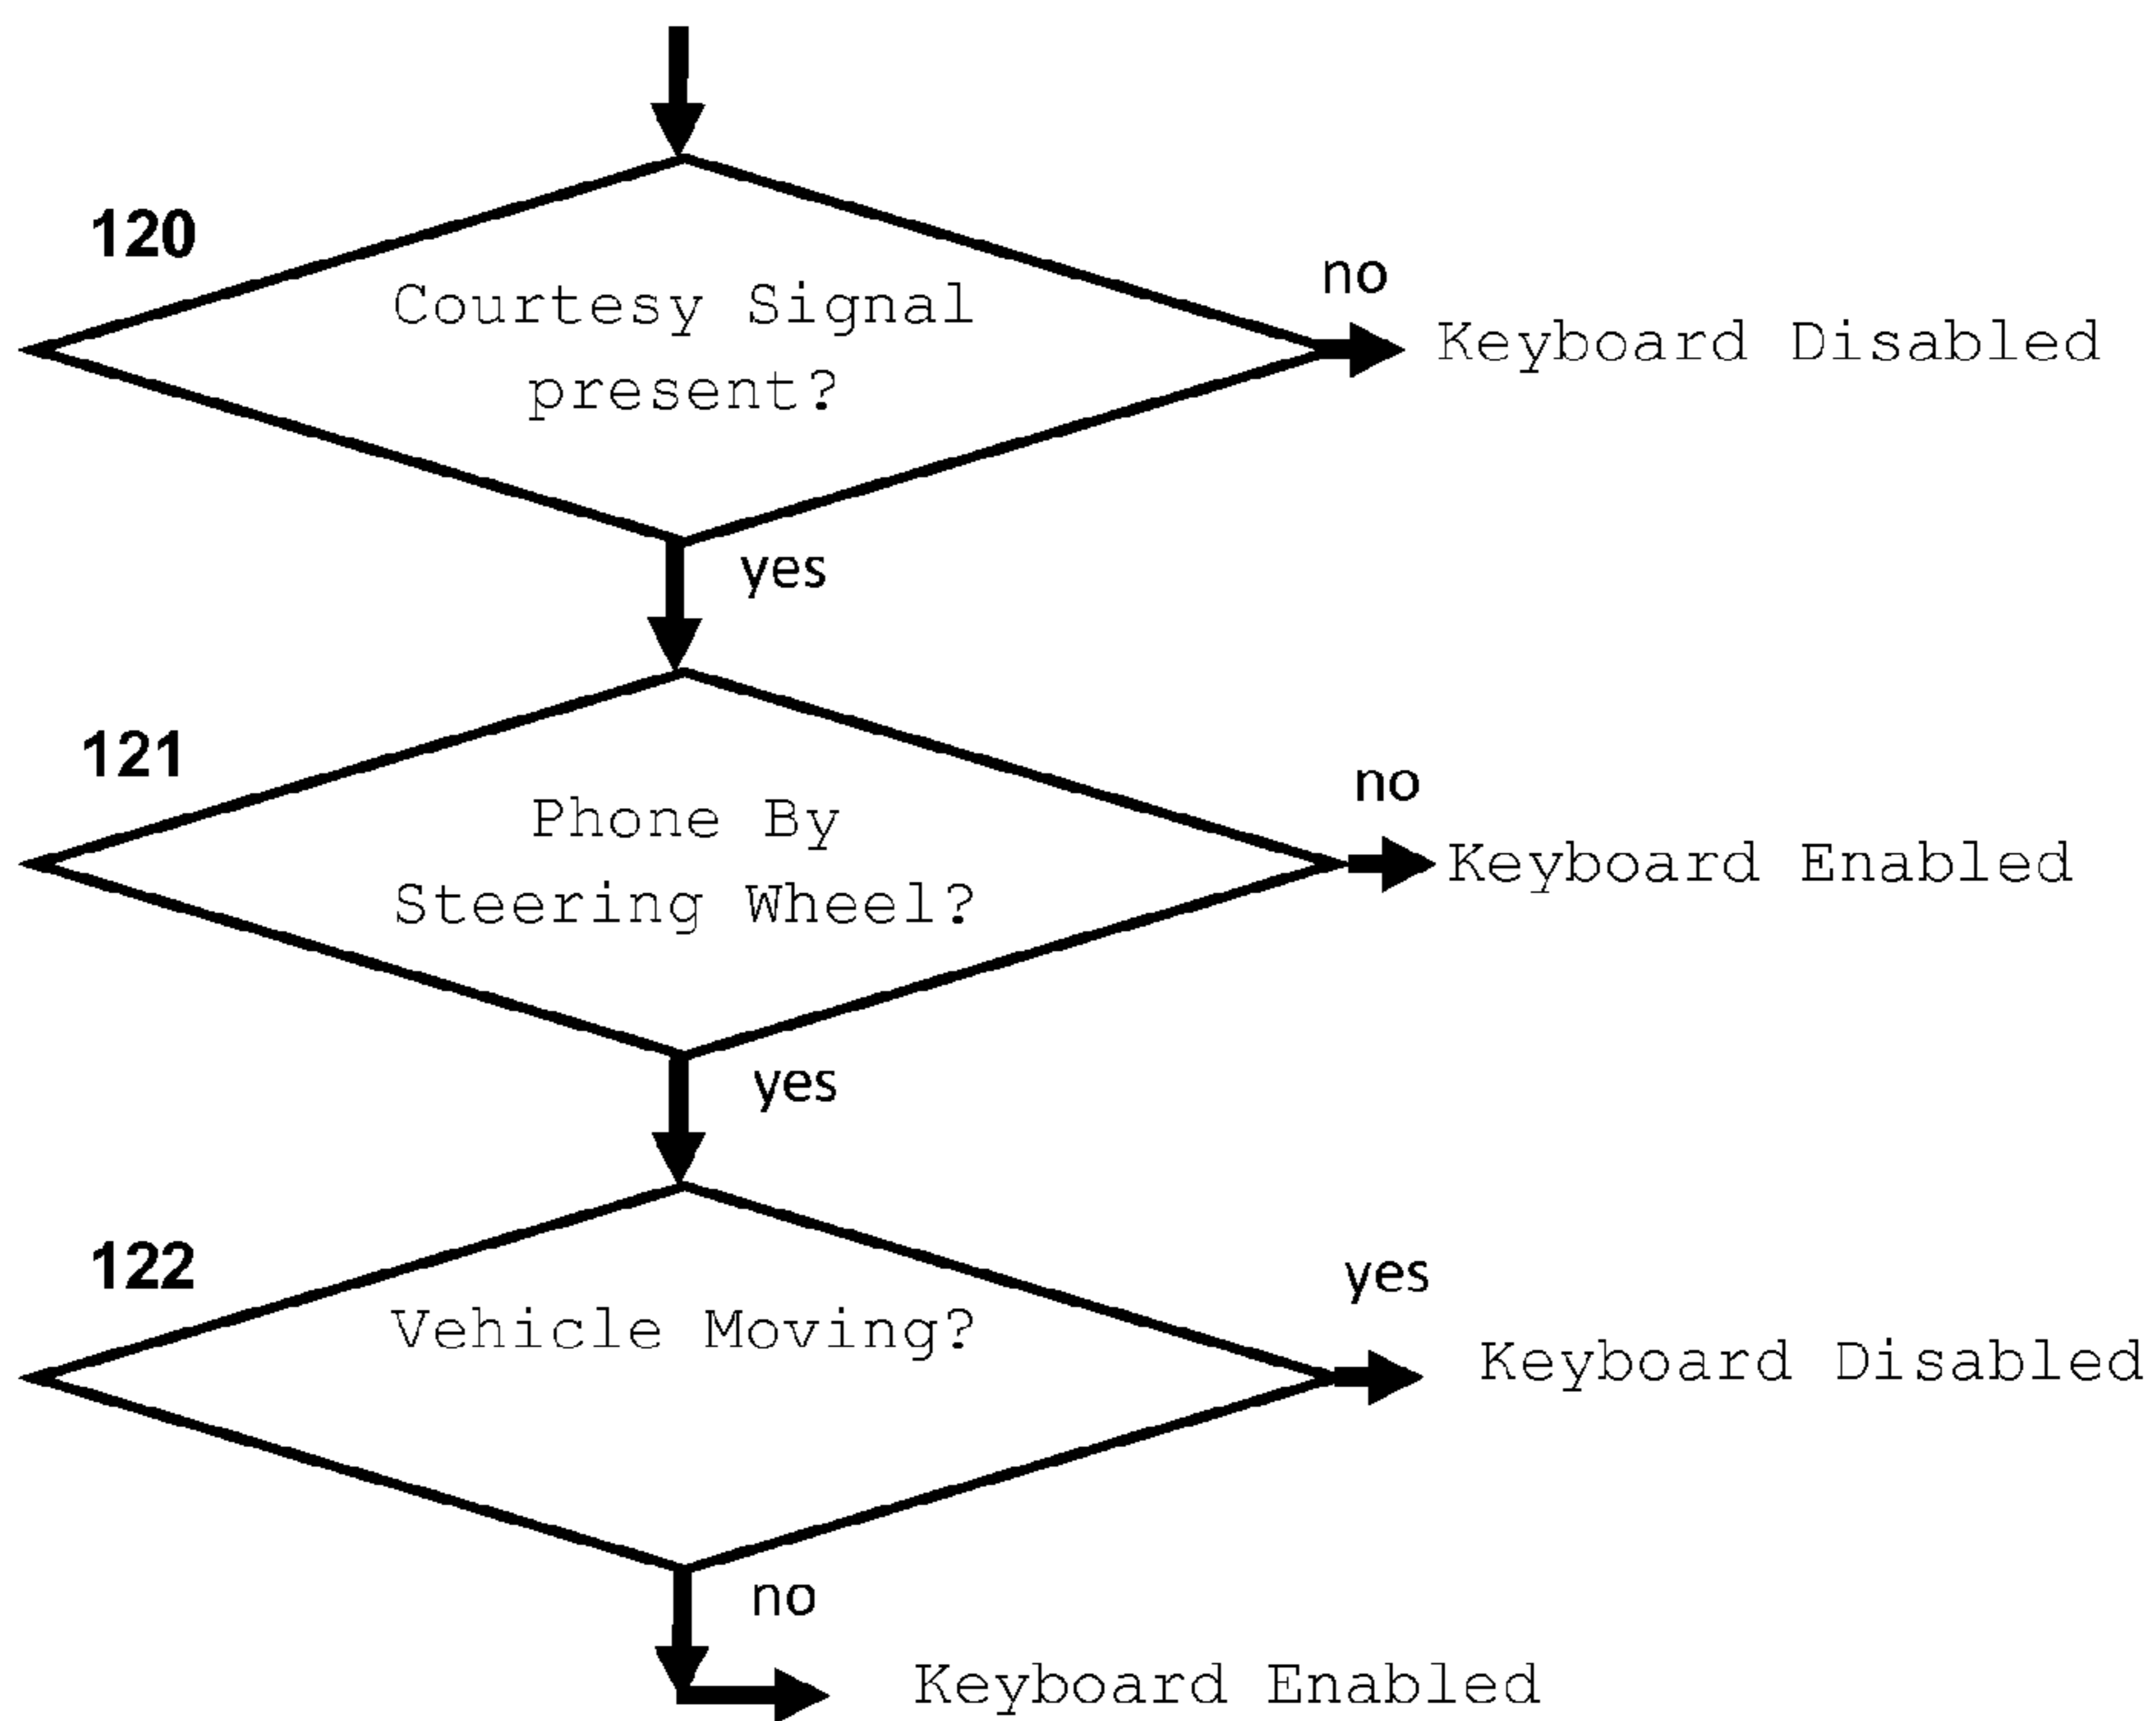 120
Courtesy Signal
present?
no
Keyboard Disabled
yes
121
Phone By
Steering Wheel?
no
Keyboard Enabled
yes
122
Vehicle Moving?
yes
Keyboard Disabled
no
Keyboard Enabled